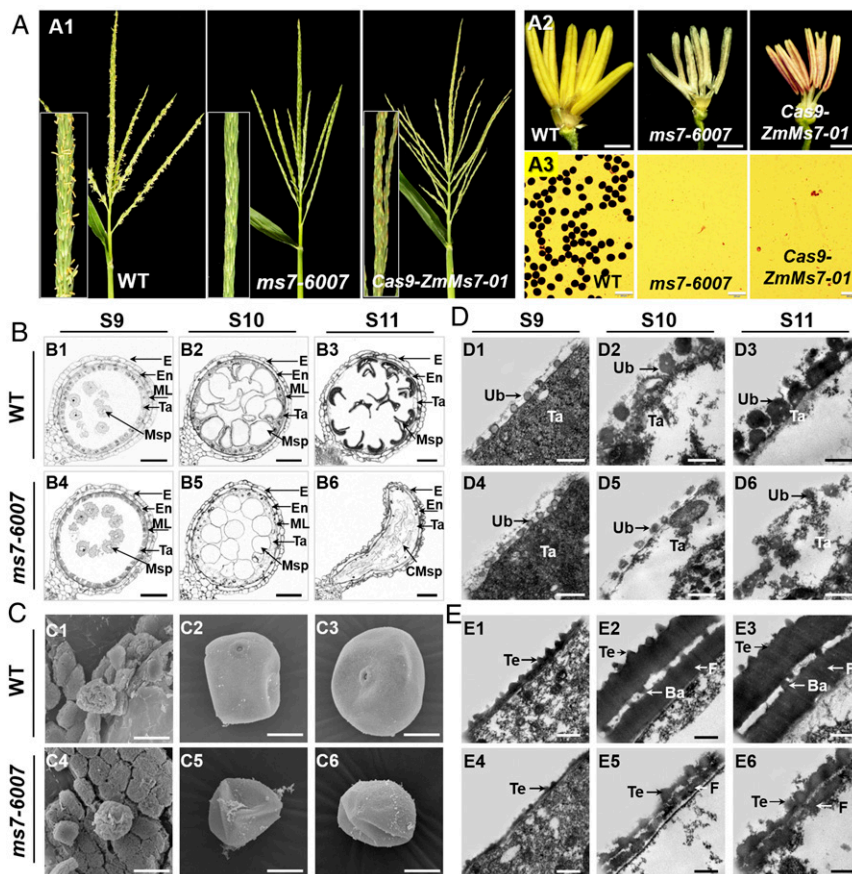 A
A1
WT
ms7-6007
Cas9-ZmMs7-01
A2
WT
ms7-6007
Cas9-
ZmMs7-01
A3
WT
ms7-6007
Cas9-
ZmMs7-01
B
S9
S10
S11
WT
B1
E
En
ML
Ta
Msp
B2
E
En
ML
Ta
Msp
B3
E
En
Ta
Msp
ms7-6007
B4
E
En
ML
Ta
Msp
B5
E
En
ML
Ta
Msp
B6
E
En
Ta
CMsp
D
S9
S10
S11
D1
Ub
Ta
D2
Ub
Ta
D3
Ub
Ta
D4
Ub
Ta
D5
Ub
Ta
D6
Ub
Ta
C
WT
C1
C2
C3
ms7-6007
C4
C5
C6
E
E1
Te
E2
Te
F
Ba
E3
Te
F
Ba
E4
Te
E5
Te
F
E6
Te
F